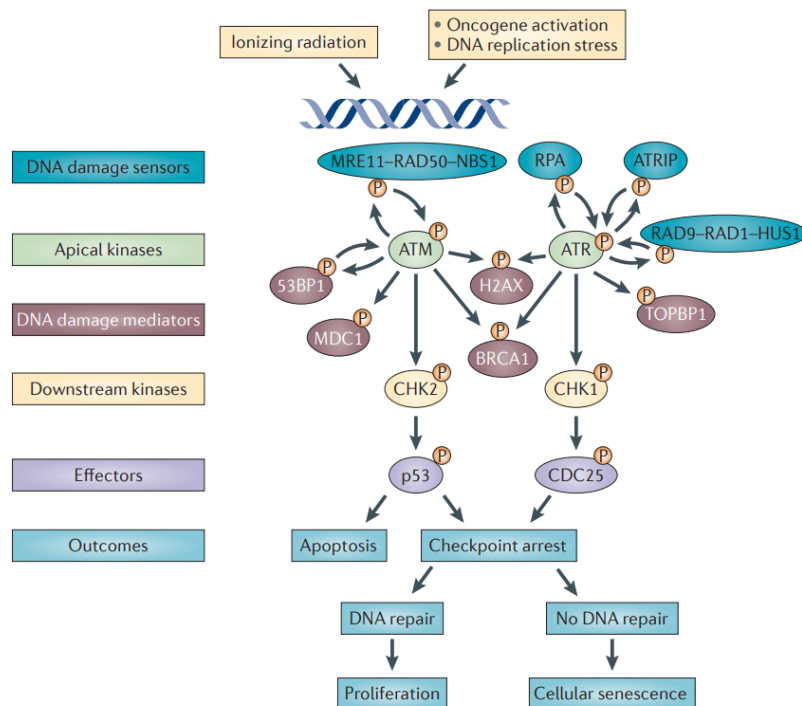 Ionizing radiation
• Oncogene activation
• DNA replication stress
DNA damage sensors
MRE11–RAD50–NBS1
RPA
ATRIP
P
P
P
Apical kinases
ATM
P
ATR
P
RAD9–RAD1–HUS1
P
53BP1
P
H2AX
P
DNA damage mediators
MDC1
P
BRCA1
P
TOPBP1
P
Downstream kinases
CHK2
P
CHK1
P
Effectors
p53
P
CDC25
P
Outcomes
Apoptosis
Checkpoint arrest
DNA repair
No DNA repair
Proliferation
Cellular senescence